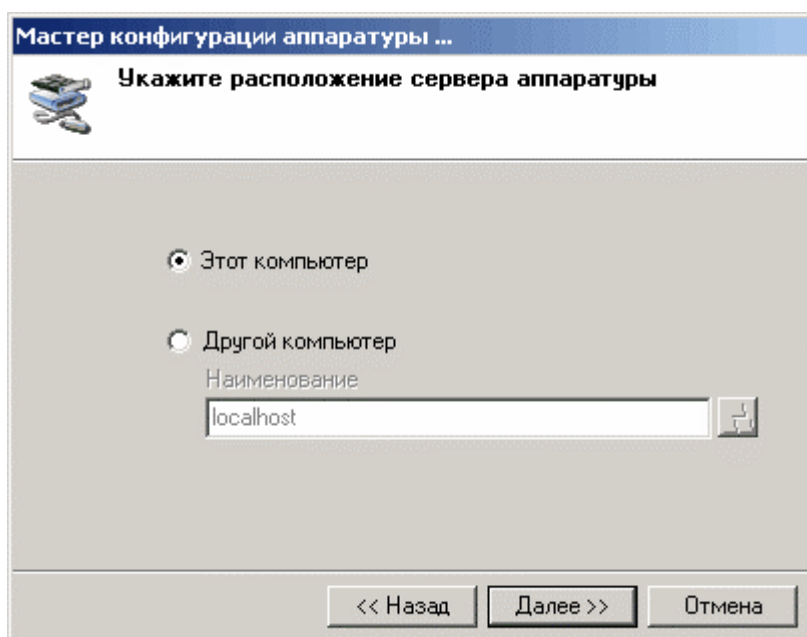 Мастер конфигурации аппаратуры ...
Укажите расположение сервера аппаратуры
Этот компьютер
Другой компьютер
Наименование
localhost
<< Назад
Далее >>
Отмена